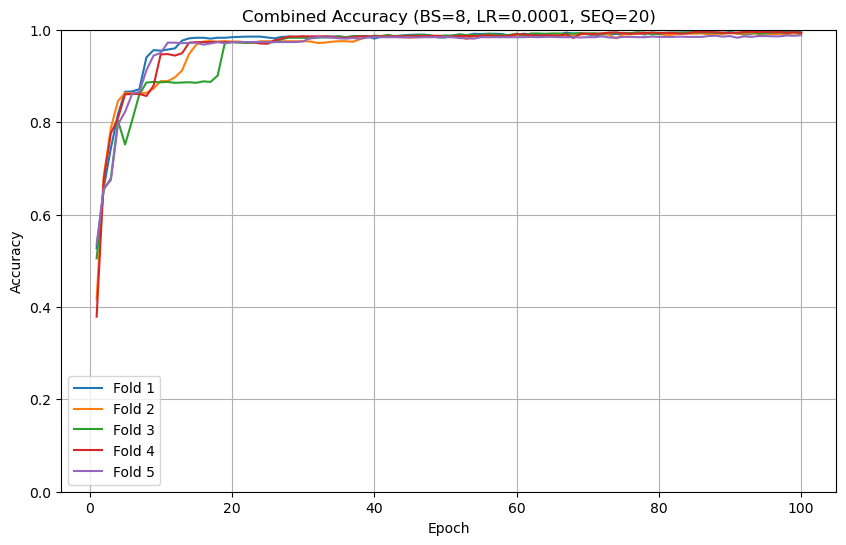 Combined Accuracy (BS=8, LR=0.0001, SEQ=20)
1.0
0.8
0.6
0.4
0.2
0.0
Accuracy
Fold 1
Fold 2
Fold 3
Fold 4
Fold 5
0 20 40 60 80 100
Epoch